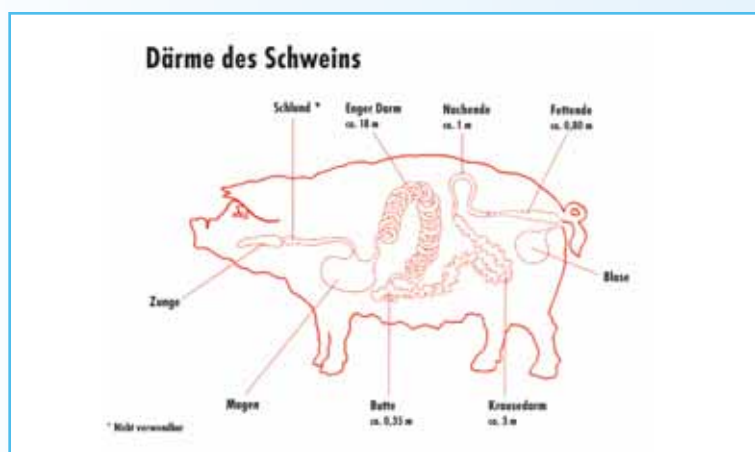 Därme des Schweins
Schlund *
Enger Darm
ca. 18 m
Nachende
ca. 1 m
Fettende
ca. 0,80 m
Zunge
Blase
Magen
Butte
ca. 0,35 m
Krausedarm
ca. 3 m
* Nicht verwendbar